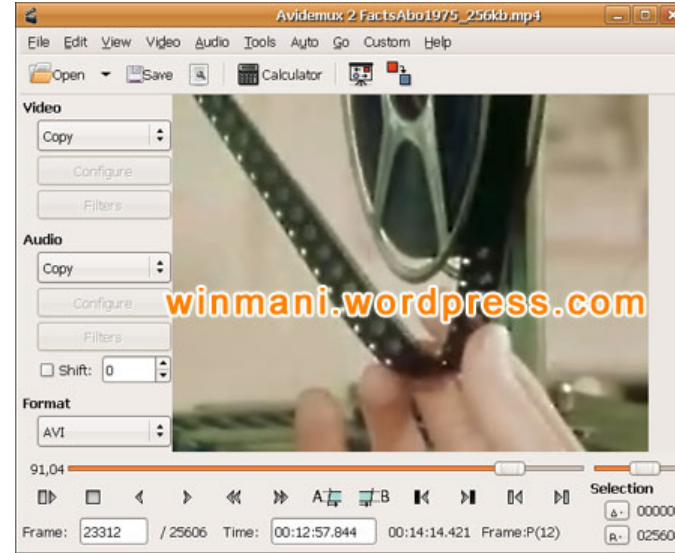 Avidemux 2 FactsAbo1975_256kb.mp4
File Edit View Video Audio Tools Auto Go Custom Help
Open Save Calculator
Video
Copy
Configure
Filters
Audio
Copy
winmani.wordpress.com
Configure
Filters
Shift: 0
Format
AVI
91,04
A B
Selection
A: 00000
Frame: 23312 / 25606 Time: 00:12:57.844 00:14:14.421 Frame:P(12)
B: 02560